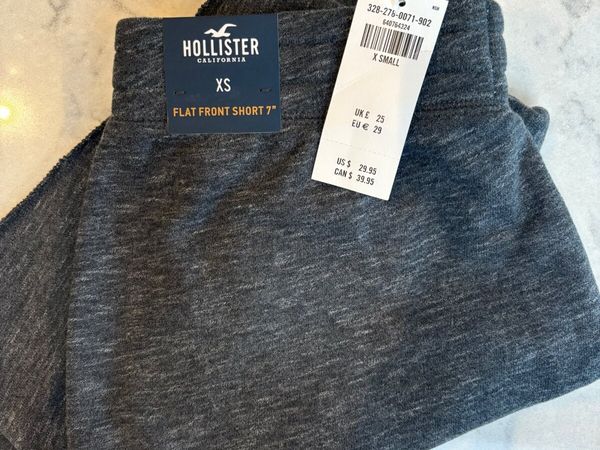 HOLLISTER
CALIFORNIA
XS
FLAT FRONT SHORT 7"
328-276-0071-902
640764324
X SMALL
UK £ 25
EU € 29
US $ 29.95
CAN $ 39.95